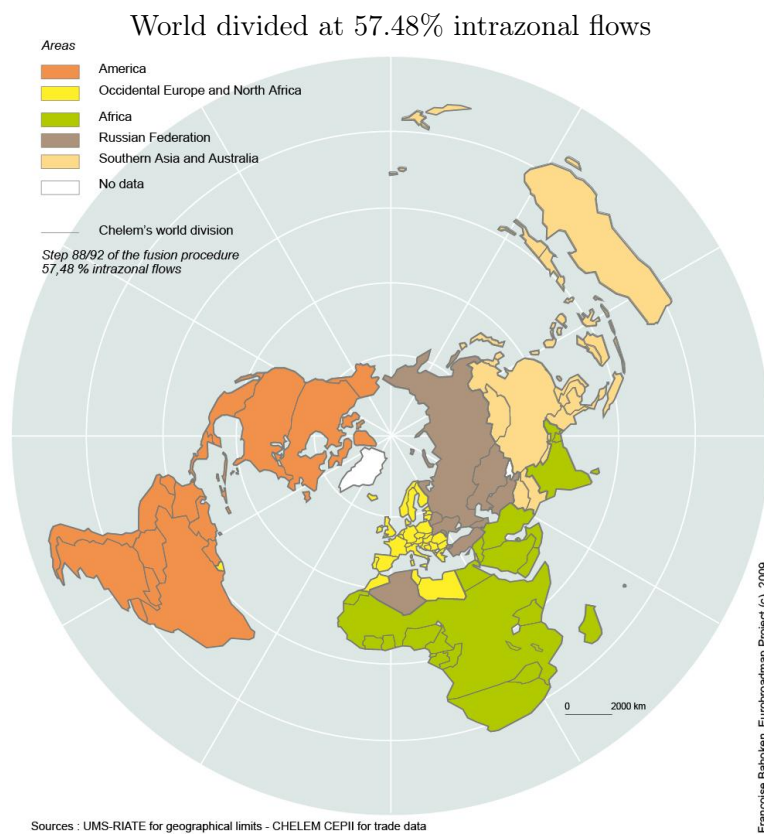 World divided at 57.48% intrazonal flows
Areas
America
Occidental Europe and North Africa
Africa
Russian Federation
Southern Asia and Australia
No data
Chelem's world division
Step 88/92 of the fusion procedure
57,48 % intrazonal flows
0 2000 km
Françoise Bahoken, Eurobroadmap Project (c), 2009
Sources : UMS-RIATE for geographical limits - CHELEM CEPII for trade data